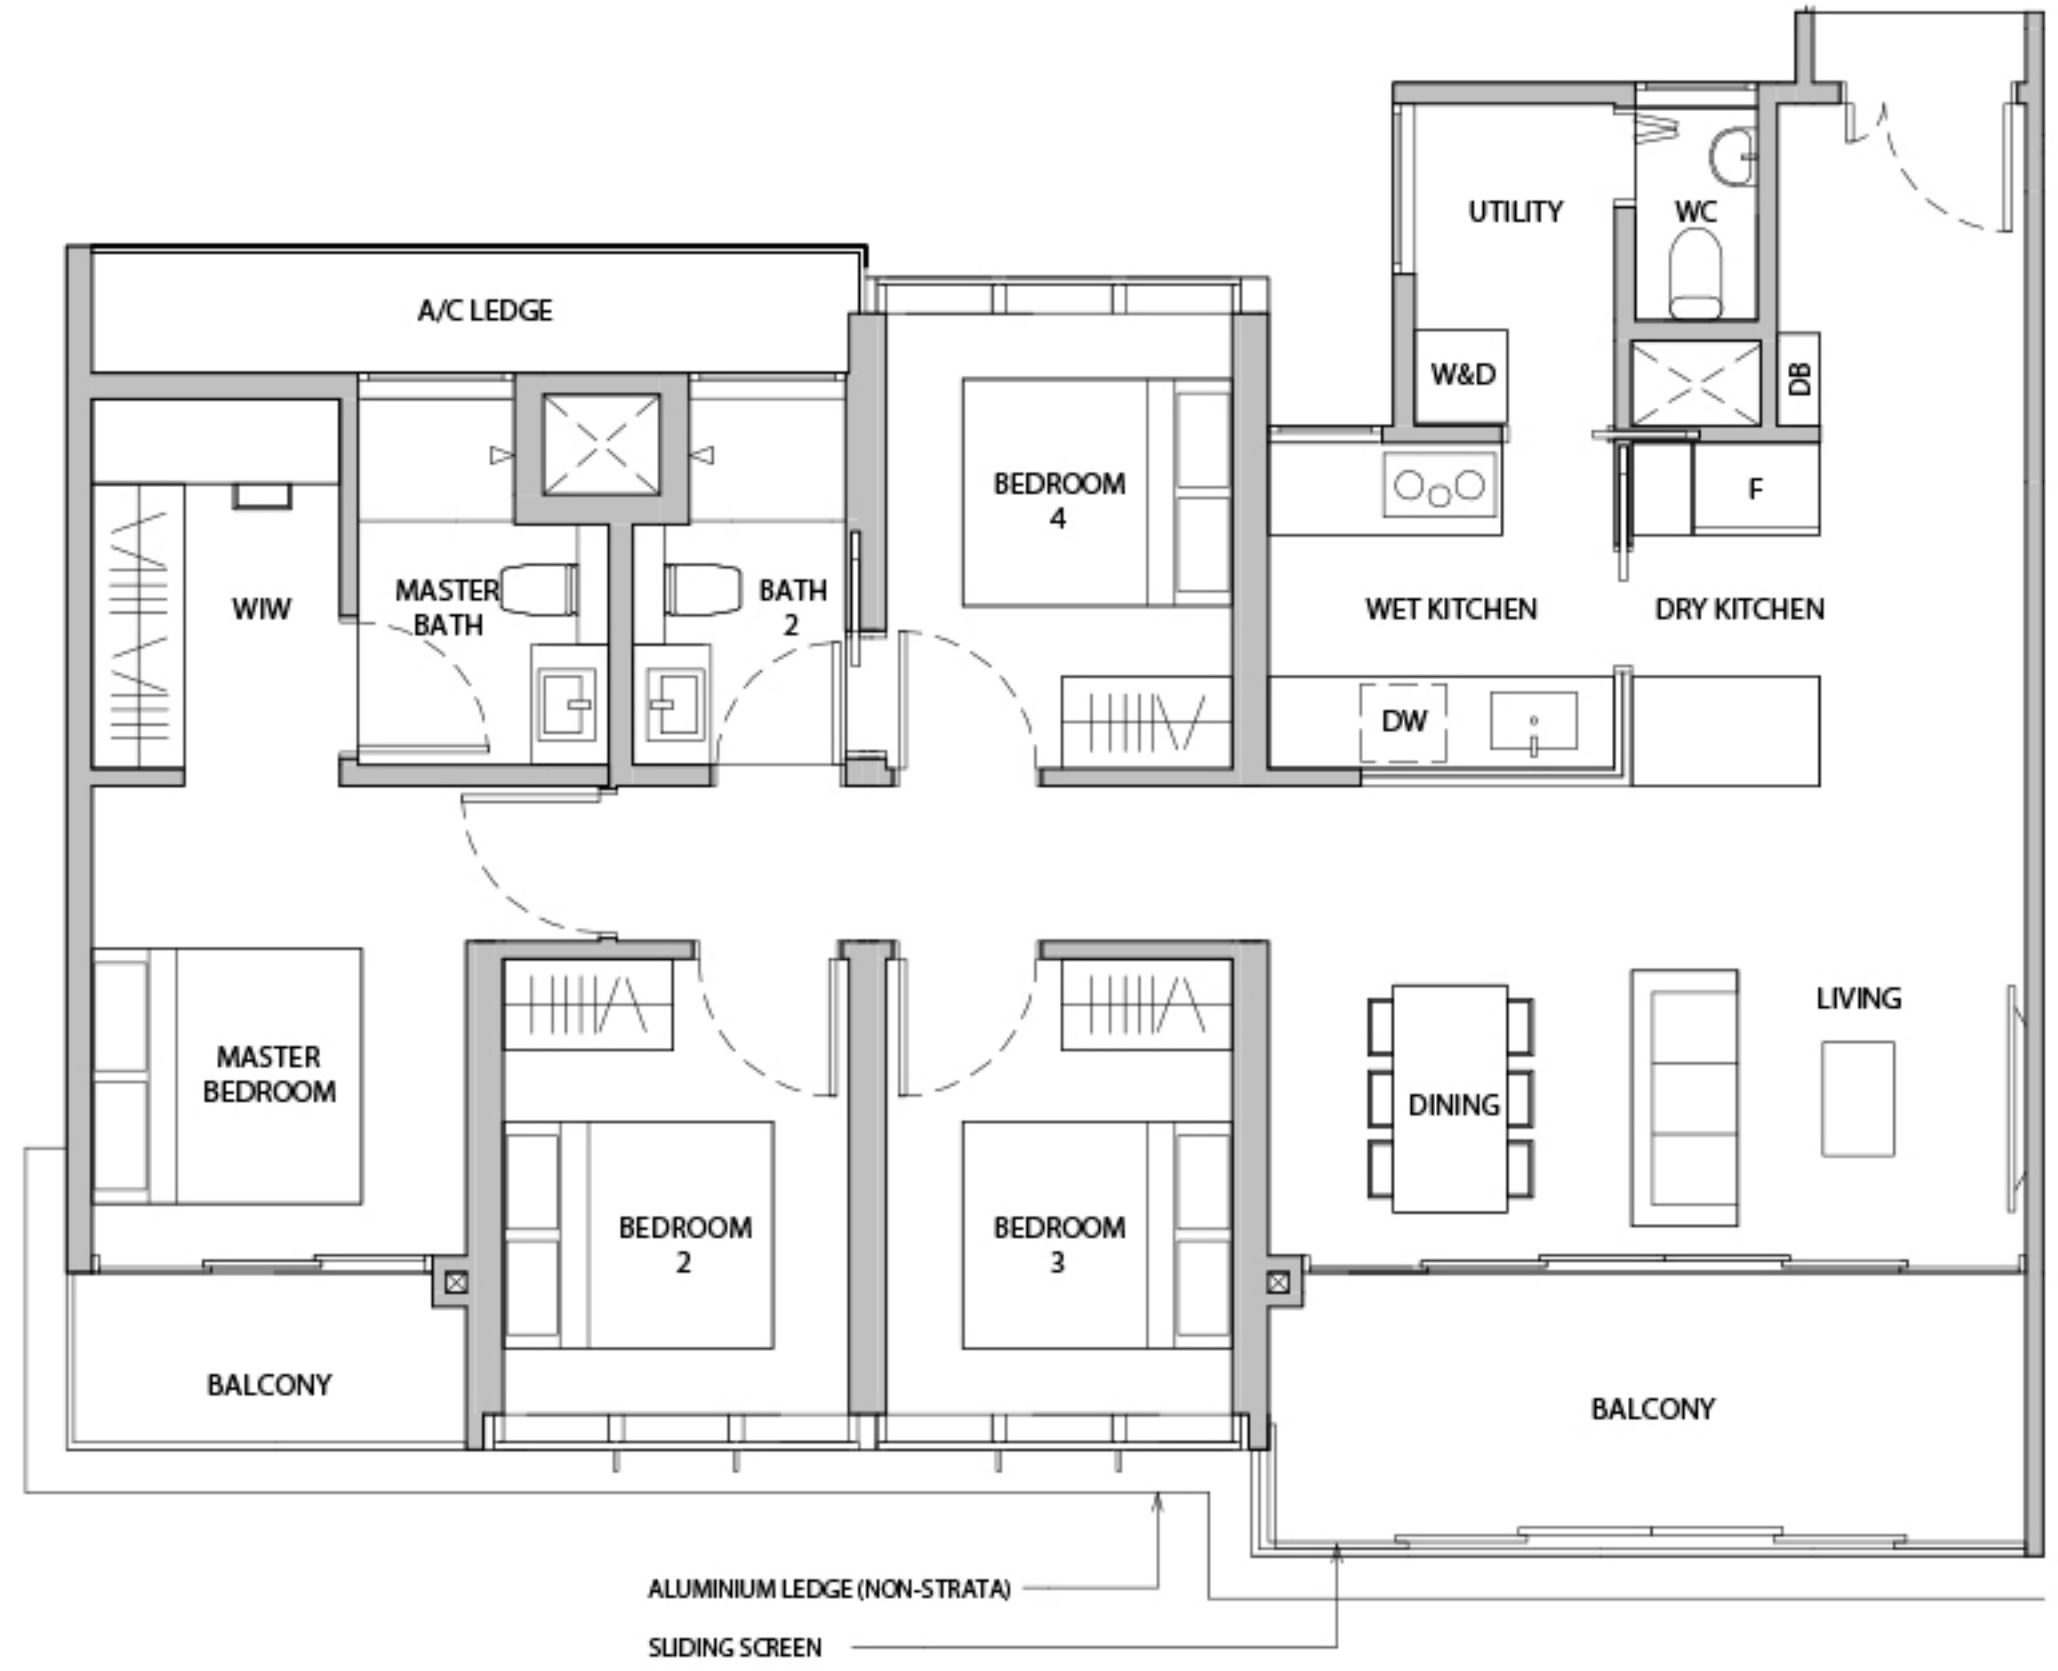 UTILITY
WC
A/C LEDGE
W&D
DB
BEDROOM
4
F
WIW
MASTER
BATH
BATH
2
WET KITCHEN
DRY KITCHEN
DW
LIVING
MASTER
BEDROOM
DINING
BEDROOM
2
BEDROOM
3
BALCONY
BALCONY
ALUMINIUM LEDGE (NON-STRATA)
SLIDING SCREEN